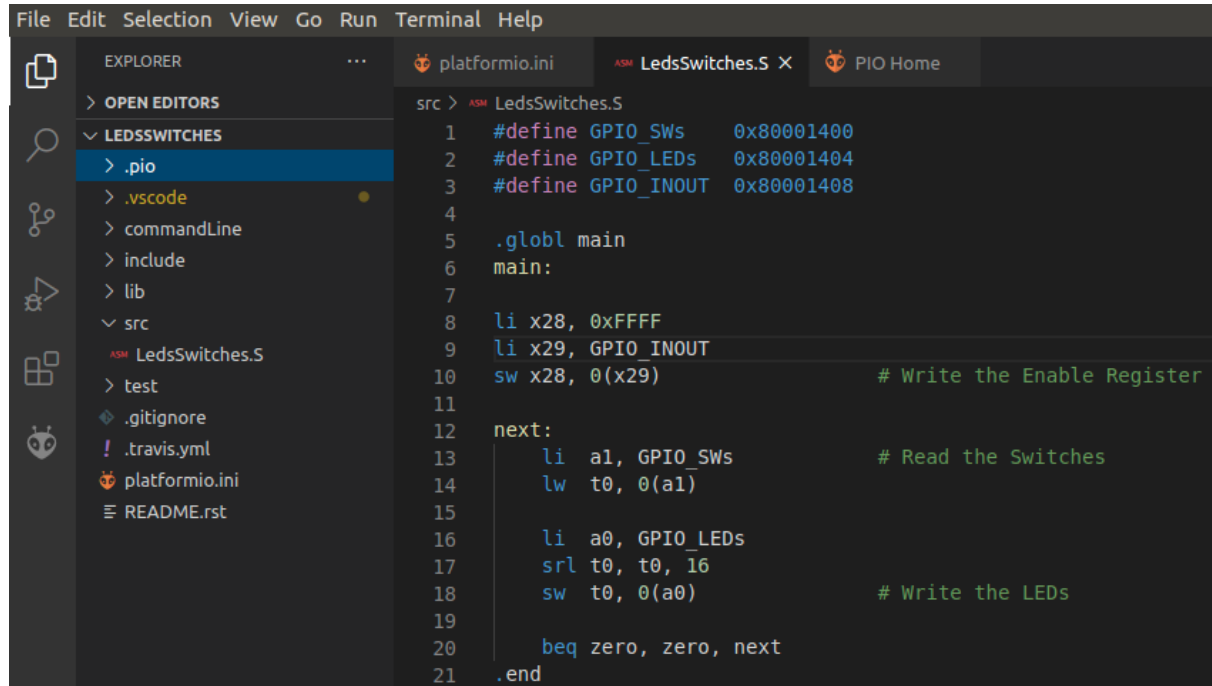 File Edit Selection View Go Run Terminal Help
EXPLORER ···
> OPEN EDITORS
LEDSSWITCHES
> .pio
> .vscode
> commandLine
> include
> lib
src
ASM LedsSwitches.S
> test
.gitignore
! .travis.yml
platformio.ini
README.rst
platformio.ini ASM LedsSwitches.S × PIO Home
src > ASM LedsSwitches.S
1 #define GPIO_SWs    0x80001400
2 #define GPIO_LEDs   0x80001404
3 #define GPIO_INOUT  0x80001408
4
5 .globl main
6 main:
7
8 li x28, 0xFFFF
9 li x29, GPIO_INOUT
10 sw x28, 0(x29)                  # Write the Enable Register
11
12 next:
13     li  a1, GPIO_SWs            # Read the Switches
14     lw  t0, 0(a1)
15
16     li  a0, GPIO_LEDs
17     srl t0, t0, 16
18     sw  t0, 0(a0)               # Write the LEDs
19
20     beq zero, zero, next
21 .end